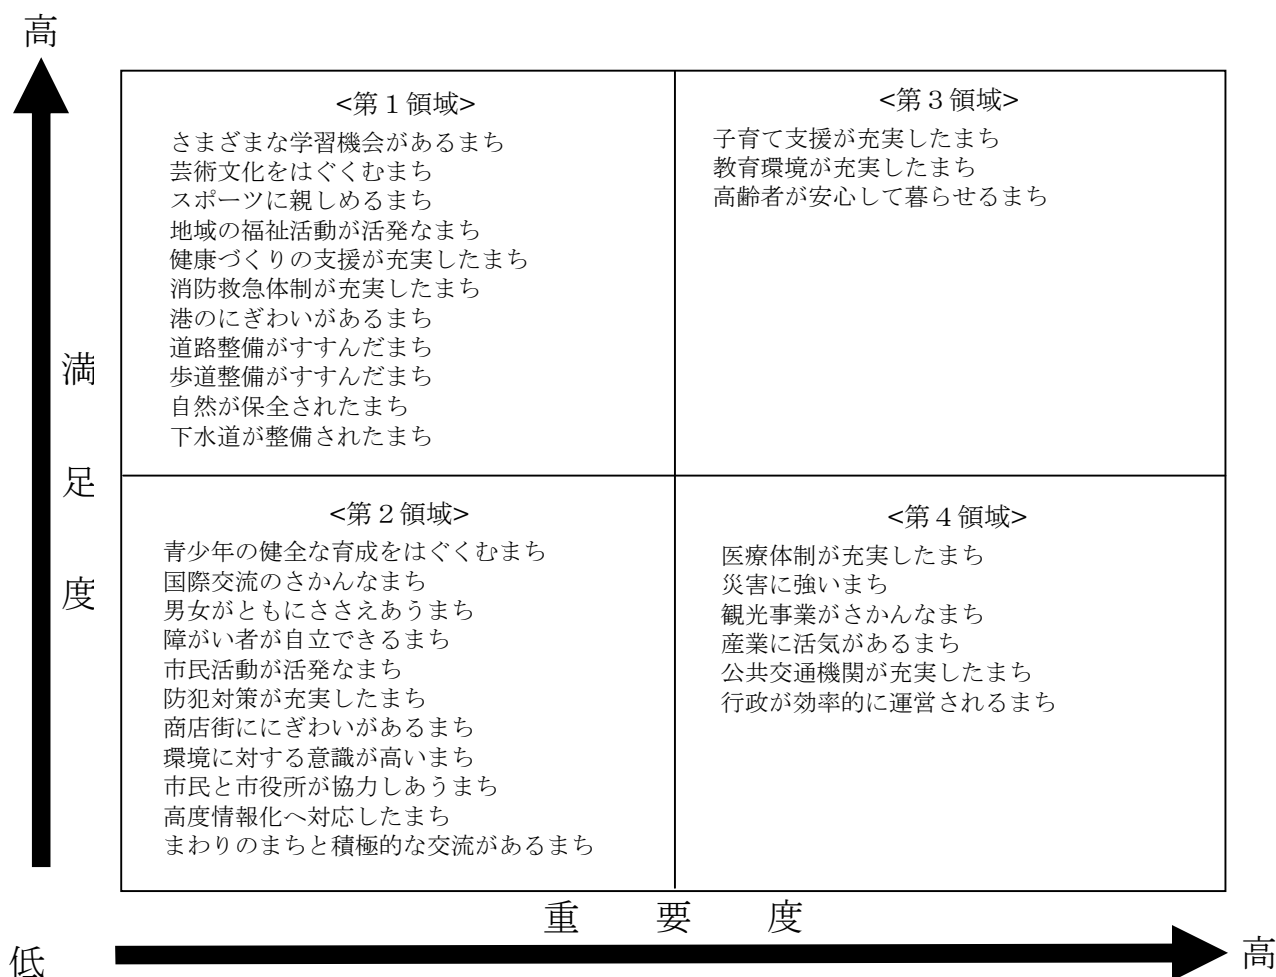 高
<第１領域>
さまざまな学習機会があるまち
芸術文化をはぐくむまち
スポーツに親しめるまち
地域の福祉活動が活発なまち
健康づくりの支援が充実したまち
消防救急体制が充実したまち
港のにぎわいがあるまち
道路整備がすすんだまち
歩道整備がすすんだまち
自然が保全されたまち
下水道が整備されたまち
<第３領域>
子育て支援が充実したまち
教育環境が充実したまち
高齢者が安心して暮らせるまち
満足度
<第２領域>
青少年の健全な育成をはぐくむまち
国際交流のさかんなまち
男女がともにささえあうまち
障がい者が自立できるまち
市民活動が活発なまち
防犯対策が充実したまち
商店街ににぎわいがあるまち
環境に対する意識が高いまち
市民と市役所が協力しあうまち
高度情報化へ対応したまち
まわりのまちと積極的な交流があるまち
<第４領域>
医療体制が充実したまち
災害に強いまち
観光事業がさかんなまち
産業に活気があるまち
公共交通機関が充実したまち
行政が効率的に運営されるまち
重要度
低
高